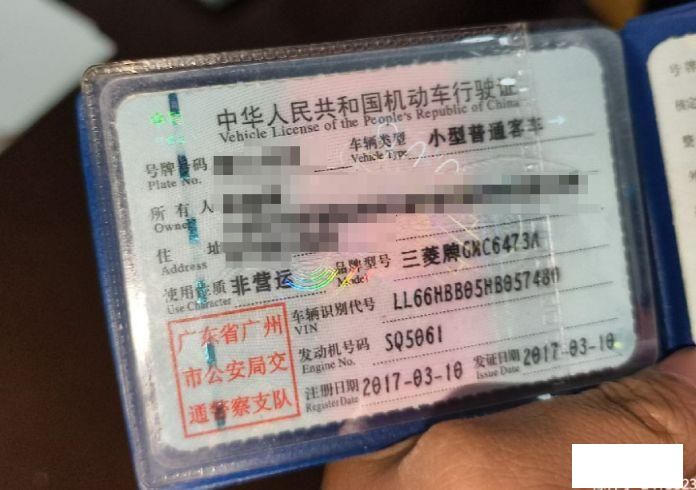 中华人民共和国机动车行驶证
Vehicle License of the People's Republic of China
号牌号码
Plate No.
车辆类型 小型普通客车
Vehicle Type
所有人
Owner
住址
Address
使用性质 非营运
Use Character
品牌型号 三菱牌GMC6473A
Model
车辆识别代号 LL66HBB05HB057480
VIN
发动机号码 SQ5061
Engine No.
注册日期 2017-03-10
Register Date
发证日期 2017-03-10
Issue Date
广东省广州
市公安局交
通警察支队
号牌